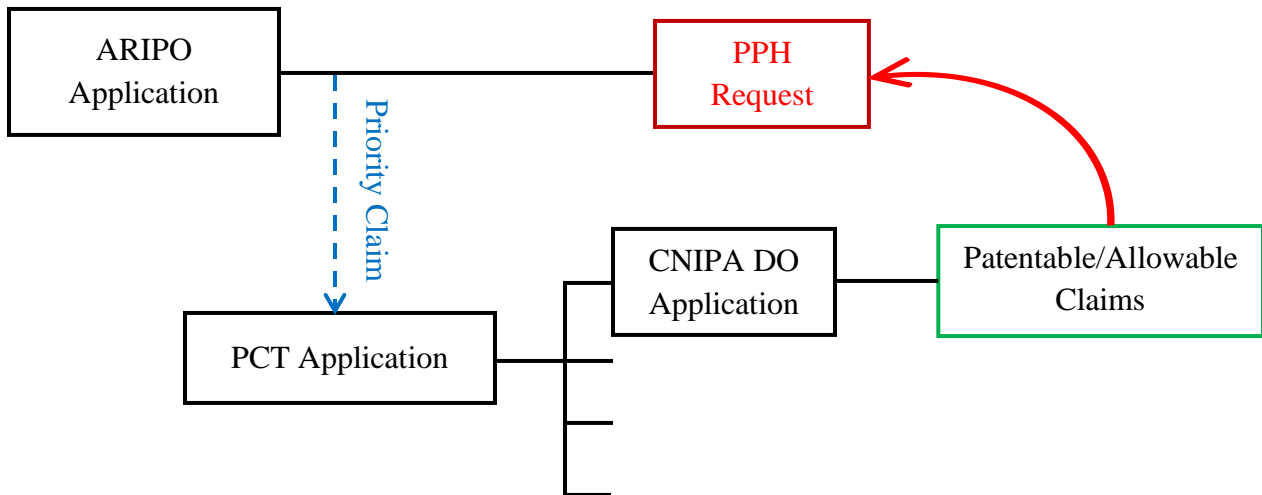 ARIPO
Application
PPH
Request
Priority Claim
CNIPA DO
Application
Patentable/Allowable
Claims
PCT Application